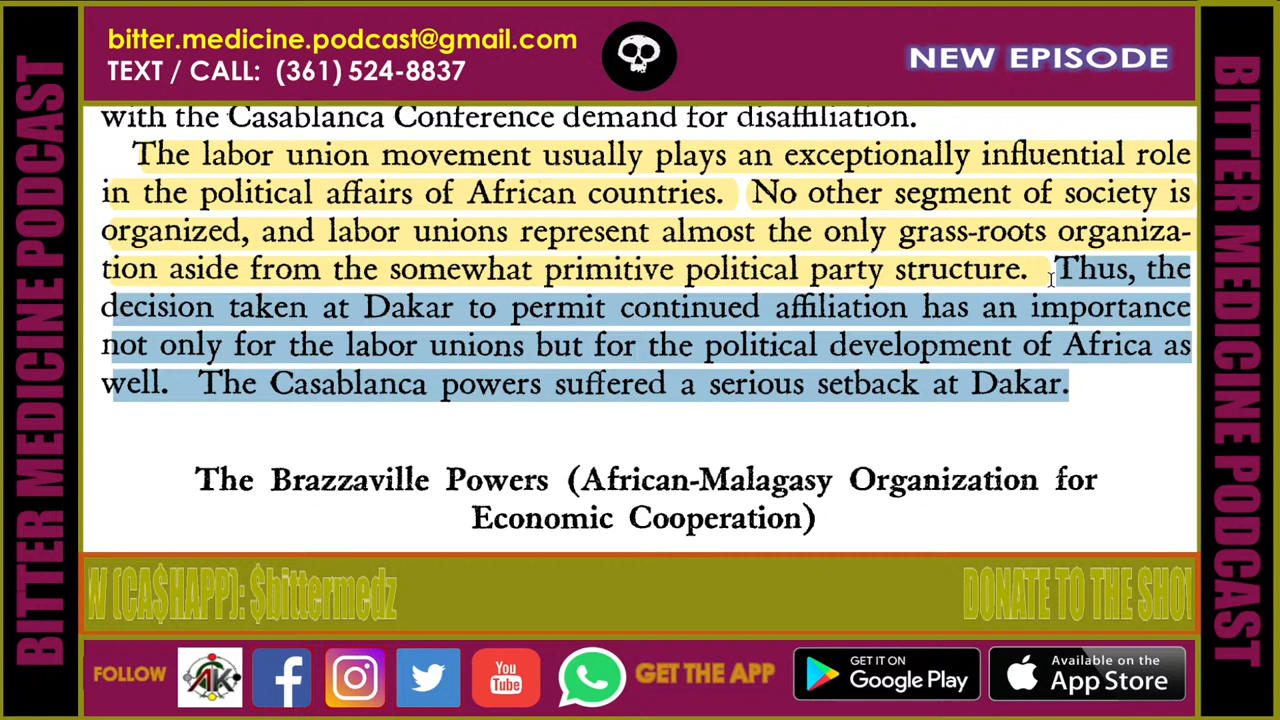 bitter.medicine.podcast@gmail.com
TEXT / CALL: (361) 524-8837
NEW EPISODE
BITTER MEDICINE PODCAST
with the Casablanca Conference demand for disaffiliation.
The labor union movement usually plays an exceptionally influential role
in the political affairs of African countries. No other segment of society is
organized, and labor unions represent almost the only grass-roots organiza-
tion aside from the somewhat primitive political party structure. Thus, the
decision taken at Dakar to permit continued affiliation has an importance
not only for the labor unions but for the political development of Africa as
well. The Casablanca powers suffered a serious setback at Dakar.
The Brazzaville Powers (African-Malagasy Organization for
Economic Cooperation)
BITTER MEDICINE PODCAST
W (CA$HAPP): $bittermedz
DONATE TO THE SHO
FOLLOW
ATK
You
Tube
GET THE APP
GET IT ON
Google Play
Available on the
App Store